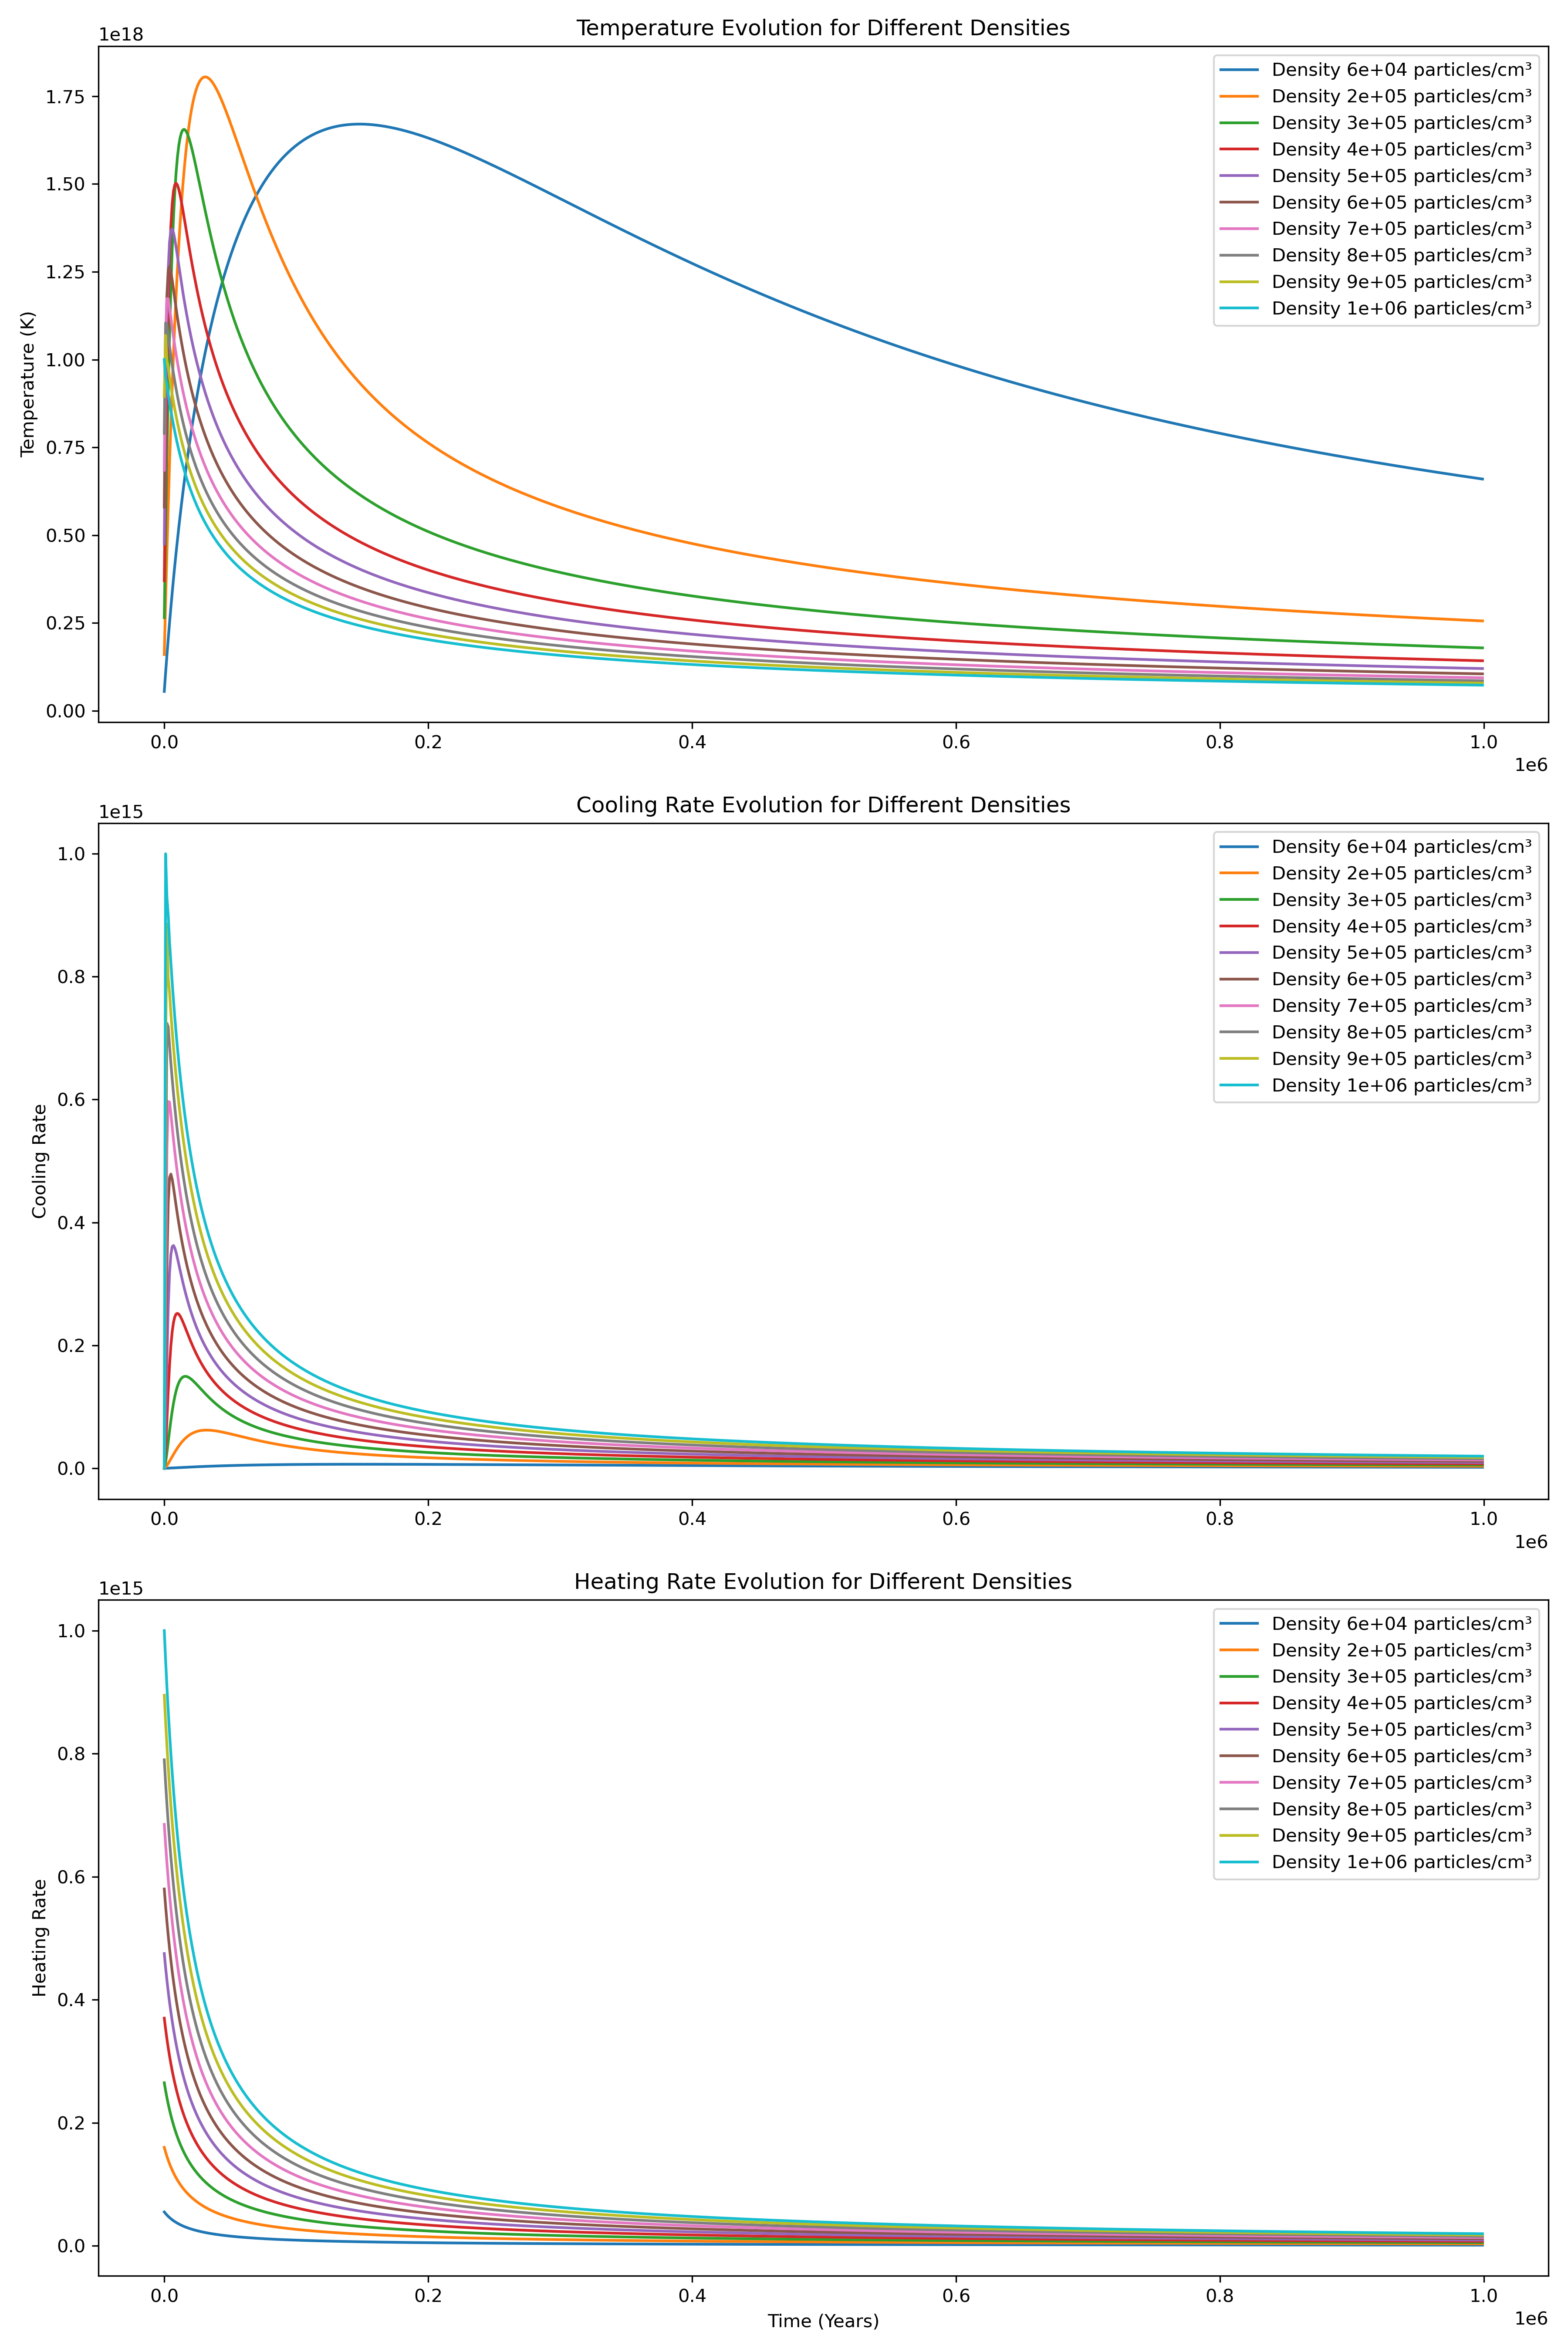 Temperature Evolution for Different Densities
1e18
Temperature (K)
1.75
1.50
1.25
1.00
0.75
0.50
0.25
0.00
Density 6e+04 particles/cm³
Density 2e+05 particles/cm³
Density 3e+05 particles/cm³
Density 4e+05 particles/cm³
Density 5e+05 particles/cm³
Density 6e+05 particles/cm³
Density 7e+05 particles/cm³
Density 8e+05 particles/cm³
Density 9e+05 particles/cm³
Density 1e+06 particles/cm³
0.0 0.2 0.4 0.6 0.8 1.0
1e6
Cooling Rate Evolution for Different Densities
1e15
Cooling Rate
1.0
0.8
0.6
0.4
0.2
0.0
Density 6e+04 particles/cm³
Density 2e+05 particles/cm³
Density 3e+05 particles/cm³
Density 4e+05 particles/cm³
Density 5e+05 particles/cm³
Density 6e+05 particles/cm³
Density 7e+05 particles/cm³
Density 8e+05 particles/cm³
Density 9e+05 particles/cm³
Density 1e+06 particles/cm³
0.0 0.2 0.4 0.6 0.8 1.0
1e6
Heating Rate Evolution for Different Densities
1e15
Heating Rate
1.0
0.8
0.6
0.4
0.2
0.0
Density 6e+04 particles/cm³
Density 2e+05 particles/cm³
Density 3e+05 particles/cm³
Density 4e+05 particles/cm³
Density 5e+05 particles/cm³
Density 6e+05 particles/cm³
Density 7e+05 particles/cm³
Density 8e+05 particles/cm³
Density 9e+05 particles/cm³
Density 1e+06 particles/cm³
0.0 0.2 0.4 0.6 0.8 1.0
Time (Years)
1e6